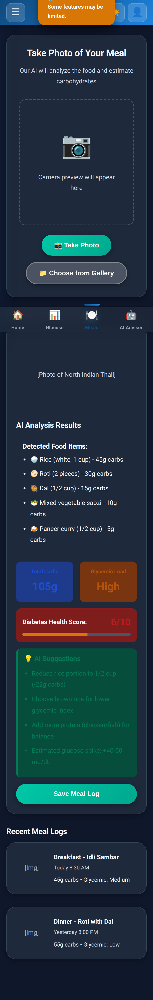 Some features may be
limited.
Take Photo of Your Meal
Our AI will analyze the food and estimate
carbohydrates
Camera preview will appear
here
📸 Take Photo
📁 Choose from Gallery
Home
Glucose
Meals
AI Advisor
[Photo of North Indian Thali]
AI Analysis Results
Detected Food Items:
• 🍚 Rice (white, 1 cup) - 45g carbs
• 🫓 Roti (2 pieces) - 30g carbs
• 🥘 Dal (1/2 cup) - 15g carbs
• 🥗 Mixed vegetable sabzi - 10g
carbs
• 🍛 Paneer curry (1/2 cup) - 5g
carbs
Total Carbs
105g
Glycemic Load
High
Diabetes Health Score:
6/10
💡 AI Suggestions
• Reduce rice portion to 1/2 cup
(-22g carbs)
• Choose brown rice for lower
glycemic index
• Add more protein (chicken/fish) for
balance
• Estimated glucose spike: +40-50
mg/dL
Save Meal Log
Recent Meal Logs
[Img]
Breakfast - Idli Sambar
Today 8:30 AM
45g carbs • Glycemic: Medium
[Img]
Dinner - Roti with Dal
Yesterday 8:00 PM
55g carbs • Glycemic: Low